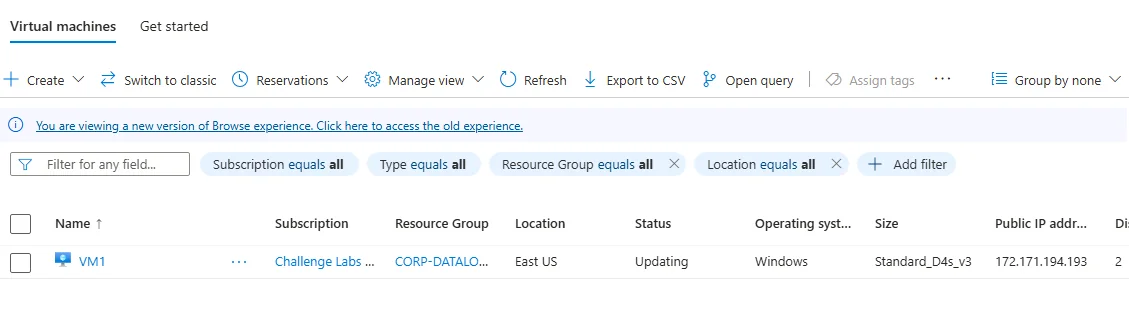 Virtual machines Get started
Create Switch to classic Reservations Manage view Refresh Export to CSV Open query Assign tags ... Group by none
You are viewing a new version of Browse experience. Click here to access the old experience.
Filter for any field... Subscription equals all Type equals all Resource Group equals all Location equals all Add filter
Name ↑ Subscription Resource Group Location Status Operating syst... Size Public IP addr... Di
VM1 ... Challenge Labs ... CORP-DATALO... East US Updating Windows Standard_D4s_v3 172.171.194.193 2